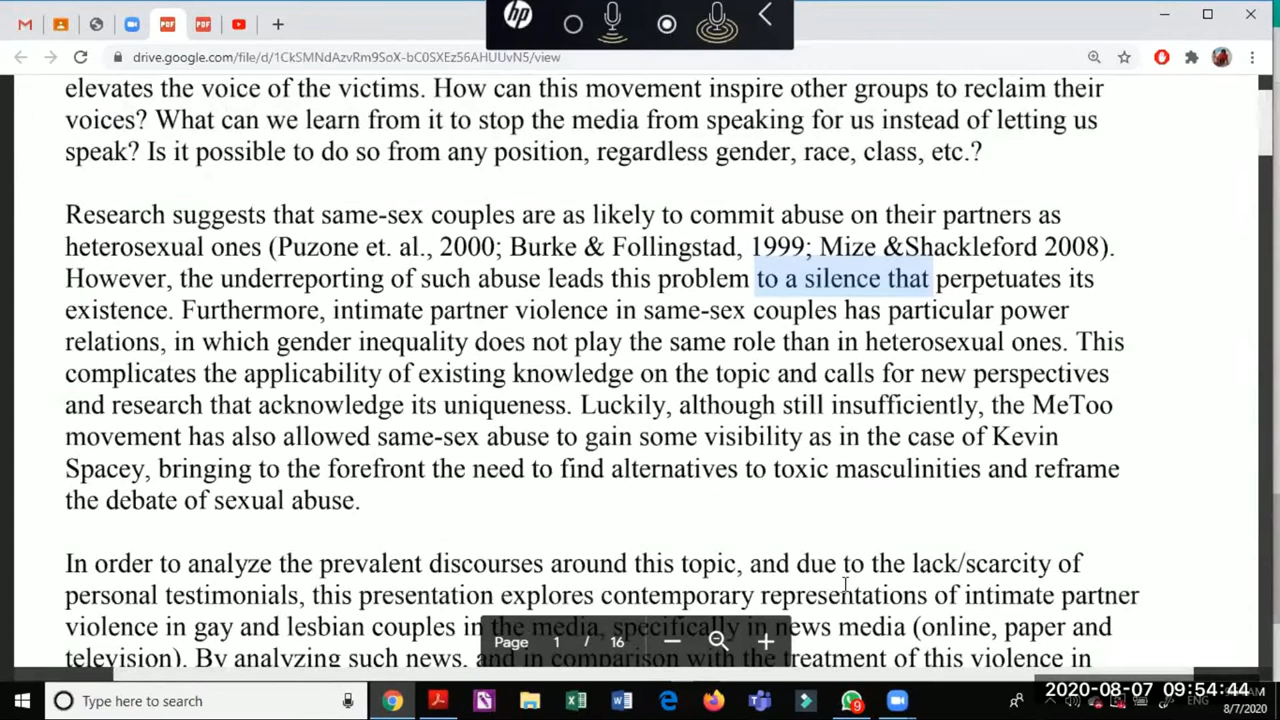 hp
drive.google.com/file/d/1CkSMNdAzvRm9SoX-bC0SXEz56AHUUvN5/view
elevates the voice of the victims. How can this movement inspire other groups to reclaim their
voices? What can we learn from it to stop the media from speaking for us instead of letting us
speak? Is it possible to do so from any position, regardless gender, race, class, etc.?
Research suggests that same-sex couples are as likely to commit abuse on their partners as
heterosexual ones (Puzone et. al., 2000; Burke & Follingstad, 1999; Mize &Shackleford 2008).
However, the underreporting of such abuse leads this problem to a silence that perpetuates its
existence. Furthermore, intimate partner violence in same-sex couples has particular power
relations, in which gender inequality does not play the same role than in heterosexual ones. This
complicates the applicability of existing knowledge on the topic and calls for new perspectives
and research that acknowledge its uniqueness. Luckily, although still insufficiently, the MeToo
movement has also allowed same-sex abuse to gain some visibility as in the case of Kevin
Spacey, bringing to the forefront the need to find alternatives to toxic masculinities and reframe
the debate of sexual abuse.
In order to analyze the prevalent discourses around this topic, and due to the lack/scarcity of
personal testimonials, this presentation explores contemporary representations of intimate partner
violence in gay and lesbian couples in the media, specifically in news media (online, paper and
television). By analyzing such news, and in comparison with the treatment of this violence in
Page 1 / 16
Type here to search
9
2020-08-07 09:54:44
8/7/2020